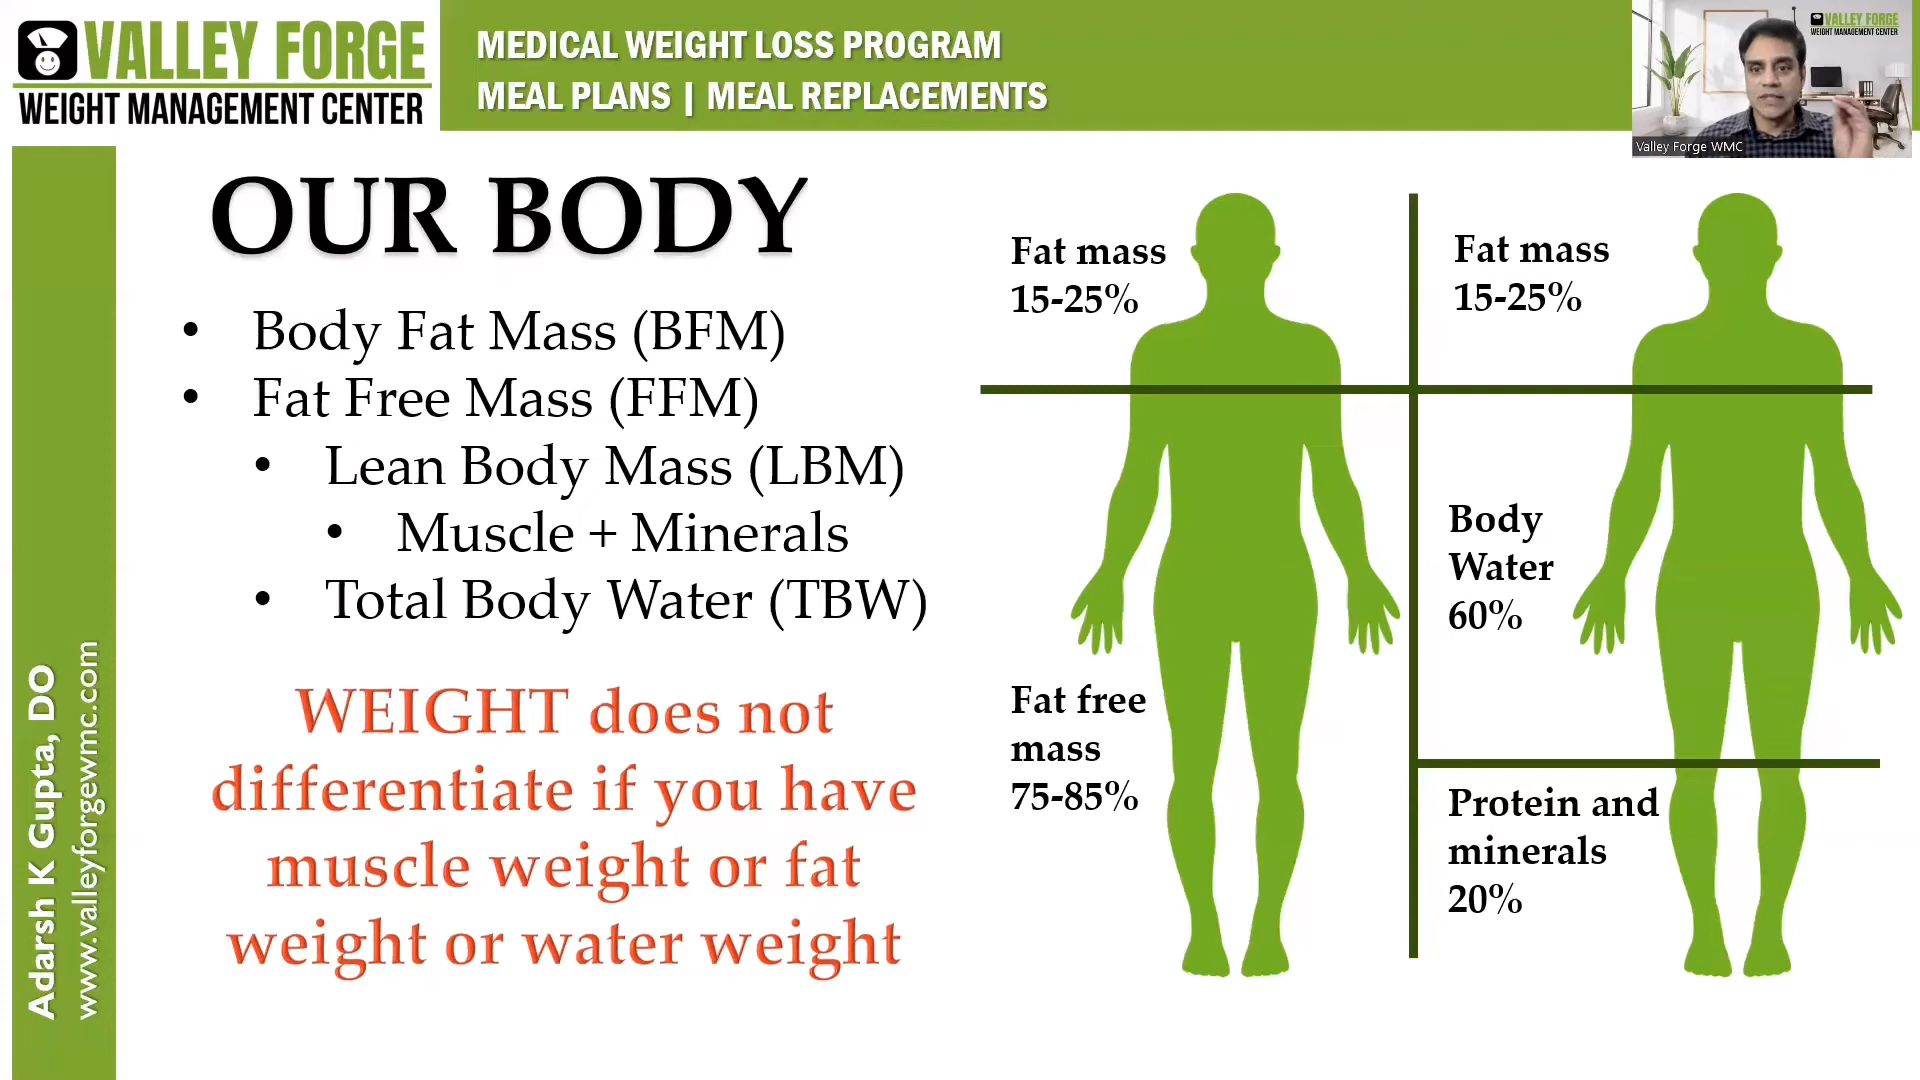 VALLEY FORGE
WEIGHT MANAGEMENT CENTER
MEDICAL WEIGHT LOSS PROGRAM
MEAL PLANS | MEAL REPLACEMENTS
VALLEY FORGE
WEIGHT MANAGEMENT CENTER
Valley Forge WMC
Adarsh K Gupta, DO
www.valleyforgewmc.com
OUR BODY
• Body Fat Mass (BFM)
• Fat Free Mass (FFM)
• Lean Body Mass (LBM)
• Muscle + Minerals
• Total Body Water (TBW)
WEIGHT does not
differentiate if you have
muscle weight or fat
weight or water weight
Fat mass
15-25%
Fat free
mass
75-85%
Fat mass
15-25%
Body
Water
60%
Protein and
minerals
20%